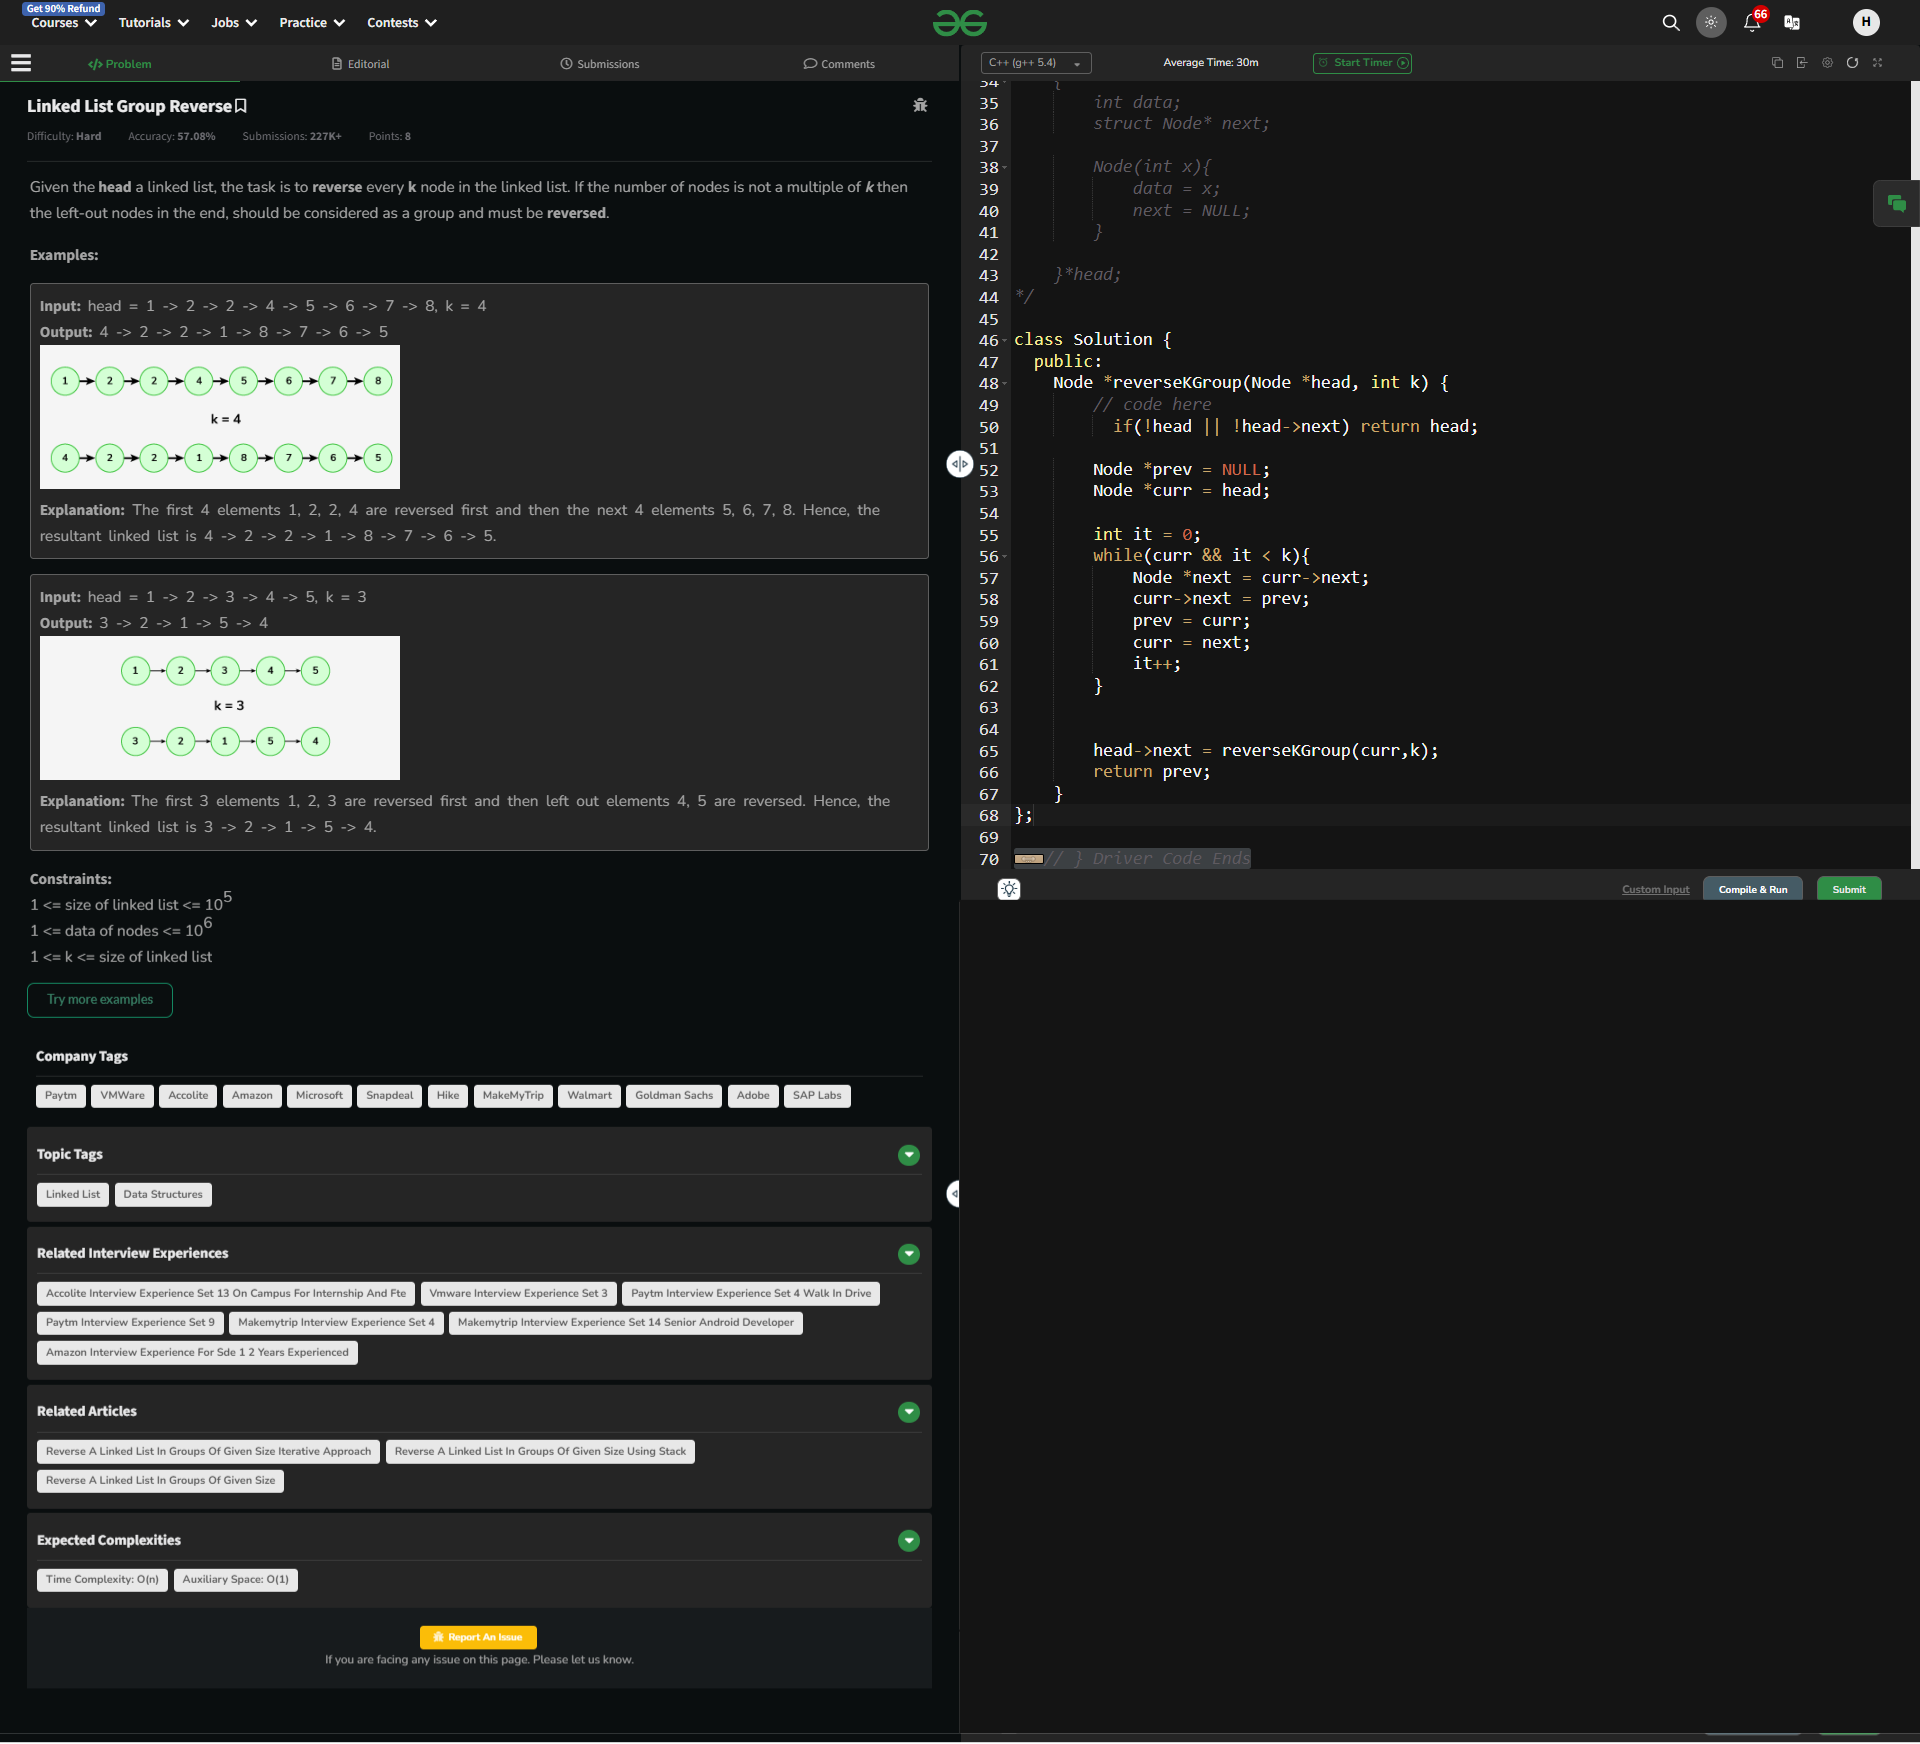 Get 90% Refund
Courses Tutorials Jobs Practice Contests
66
H
</> Problem Editorial Submissions Comments
Linked List Group Reverse
Difficulty: Hard Accuracy: 57.08% Submissions: 227K+ Points: 8
Given the head a linked list, the task is to reverse every k node in the linked list. If the number of nodes is not a multiple of k then
the left-out nodes in the end, should be considered as a group and must be reversed.
Examples:
Input: head = 1 -> 2 -> 2 -> 4 -> 5 -> 6 -> 7 -> 8, k = 4
Output: 4 -> 2 -> 2 -> 1 -> 8 -> 7 -> 6 -> 5
1 2 2 4 5 6 7 8
k = 4
4 2 2 1 8 7 6 5
Explanation: The first 4 elements 1, 2, 2, 4 are reversed first and then the next 4 elements 5, 6, 7, 8. Hence, the
resultant linked list is 4 -> 2 -> 2 -> 1 -> 8 -> 7 -> 6 -> 5.
Input: head = 1 -> 2 -> 3 -> 4 -> 5, k = 3
Output: 3 -> 2 -> 1 -> 5 -> 4
1 2 3 4 5
k = 3
3 2 1 5 4
Explanation: The first 3 elements 1, 2, 3 are reversed first and then left out elements 4, 5 are reversed. Hence, the
resultant linked list is 3 -> 2 -> 1 -> 5 -> 4.
Constraints:
1 <= size of linked list <= 10^5
1 <= data of nodes <= 10^6
1 <= k <= size of linked list
Try more examples
Company Tags
Paytm VMWare Accolite Amazon Microsoft Snapdeal Hike MakeMyTrip Walmart Goldman Sachs Adobe SAP Labs
Topic Tags
Linked List Data Structures
Related Interview Experiences
Accolite Interview Experience Set 13 On Campus For Internship And Fte Vmware Interview Experience Set 3 Paytm Interview Experience Set 4 Walk In Drive
Paytm Interview Experience Set 9 Makemytrip Interview Experience Set 4 Makemytrip Interview Experience Set 14 Senior Android Developer
Amazon Interview Experience For Sde 1 2 Years Experienced
Related Articles
Reverse A Linked List In Groups Of Given Size Iterative Approach Reverse A Linked List In Groups Of Given Size Using Stack
Reverse A Linked List In Groups Of Given Size
Expected Complexities
Time Complexity: O(n) Auxiliary Space: O(1)
Report An Issue
If you are facing any issue on this page. Please let us know.
C++ (g++ 5.4) Average Time: 30m Start Timer
34 {
35 int data;
36 struct Node* next;
37
38 Node(int x){
39 data = x;
40 next = NULL;
41 }
42
43 }*head;
44 */
45
46 class Solution {
47 public:
48 Node *reverseKGroup(Node *head, int k) {
49 // code here
50 if(!head || !head->next) return head;
51
52 Node *prev = NULL;
53 Node *curr = head;
54
55 int it = 0;
56 while(curr && it < k){
57 Node *next = curr->next;
58 curr->next = prev;
59 prev = curr;
60 curr = next;
61 it++;
62 }
63
64
65 head->next = reverseKGroup(curr,k);
66 return prev;
67 }
68 };
69
70 // } Driver Code Ends
Custom Input Compile & Run Submit